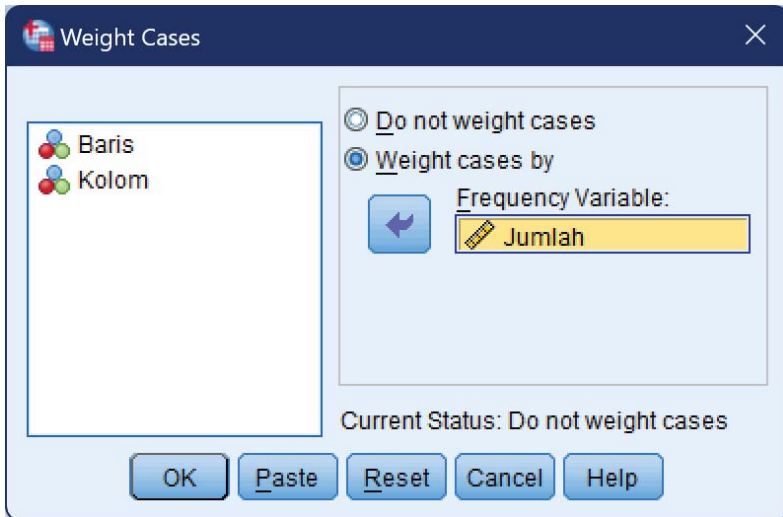 Weight Cases
Baris
Kolom
Do not weight cases
Weight cases by
Frequency Variable:
Jumlah
Current Status: Do not weight cases
OK Paste Reset Cancel Help